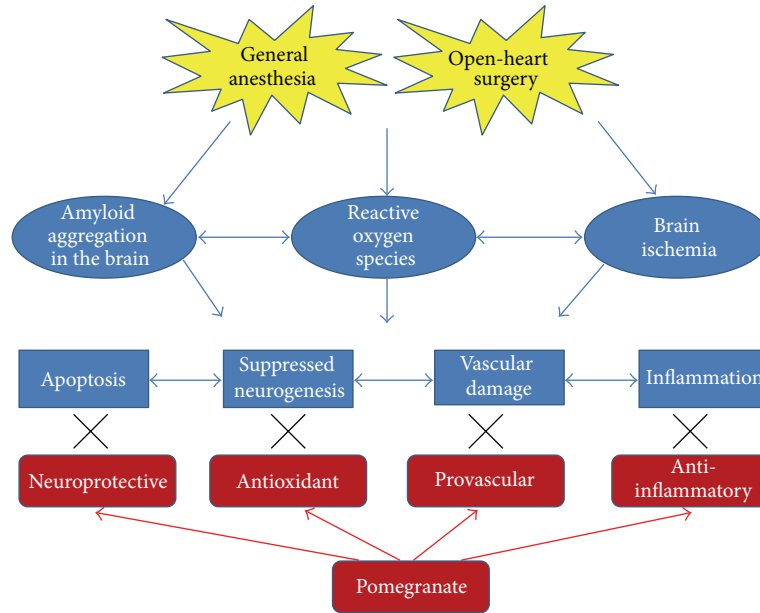 General
anesthesia
Open-heart
surgery
Amyloid
aggregation
in the brain
Reactive
oxygen
species
Brain
ischemia
Apoptosis
Suppressed
neurogenesis
Vascular
damage
Inflammation
Neuroprotective
Antioxidant
Provascular
Anti-
inflammatory
Pomegranate